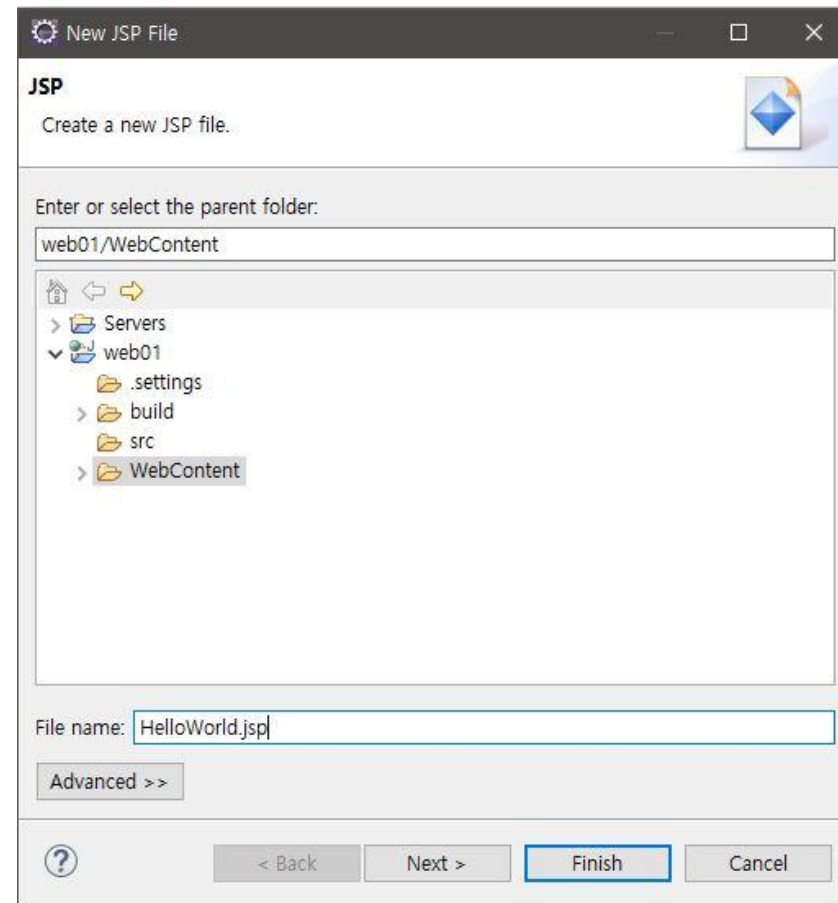 New JSP File
JSP
Create a new JSP file.
Enter or select the parent folder:
web01/WebContent
Servers
web01
.settings
build
src
WebContent
File name: HelloWorld.jsp
Advanced >>
? < Back Next > Finish Cancel